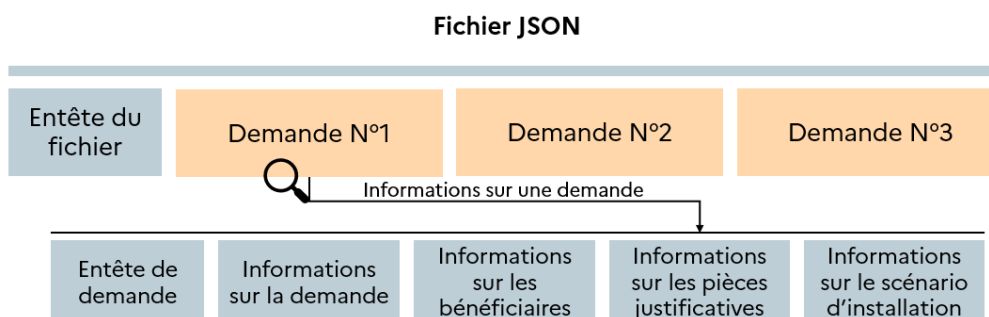 Fichier JSON
Entête du
fichier
Demande N°1
Demande N°2
Demande N°3
Informations sur une demande
Entête de
demande
Informations
sur la demande
Informations
sur les
bénéficiaires
Informations
sur les pièces
justificatives
Informations
sur le scénario
d'installation